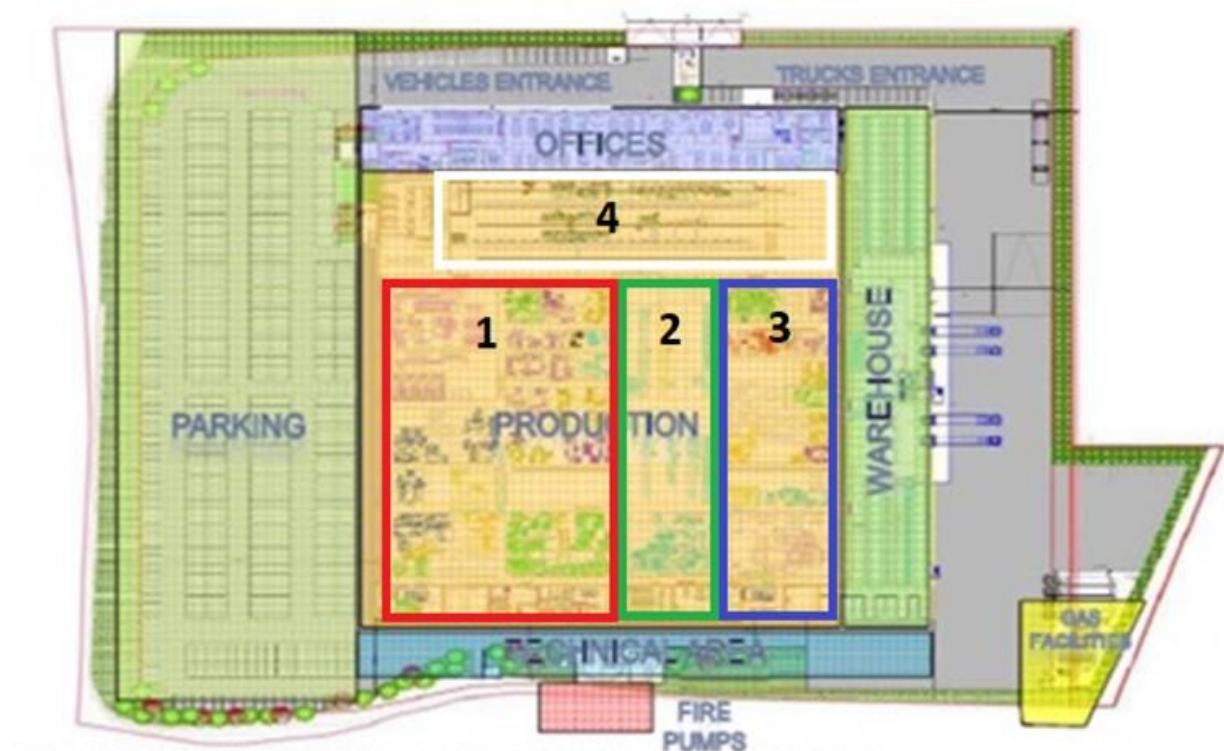 VEHICLES ENTRANCE
TRUCKS ENTRANCE
OFFICES
4
1
2
3
PARKING
PRODUCTION
WAREHOUSE
TECHNICAL AREA
GAS
FACILITIES
FIRE
PUMPS